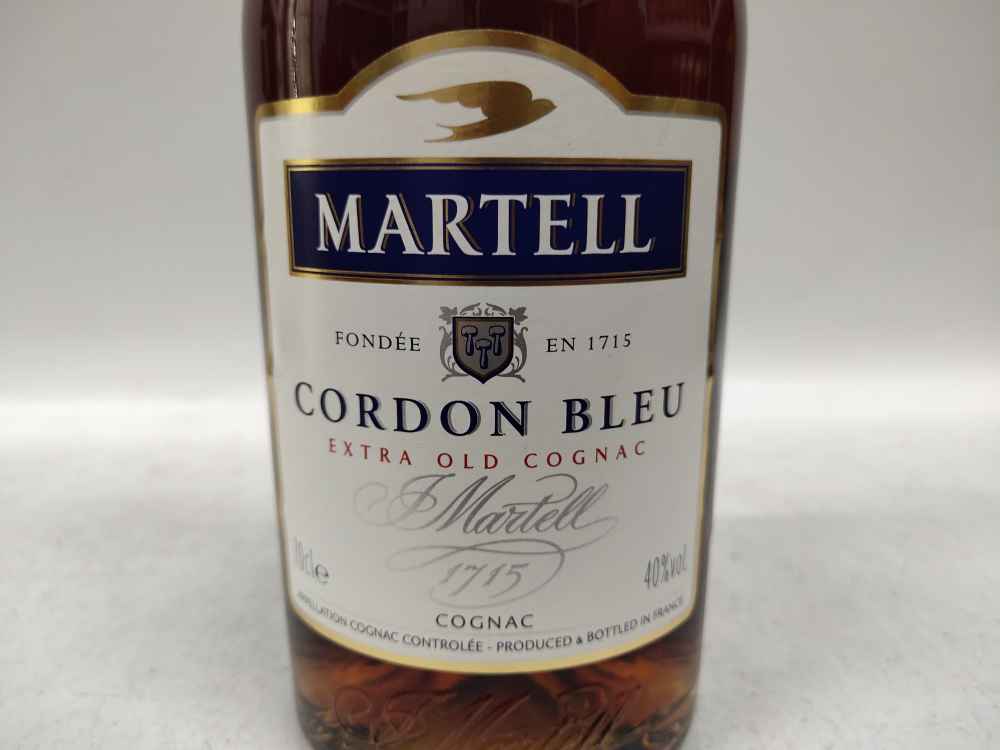 MARTELL
FONDÉE EN 1715
CORDON BLEU
EXTRA OLD COGNAC
J Martell
1715
70cle 40%vol
COGNAC
APPELLATION COGNAC CONTROLÉE - PRODUCED & BOTTLED IN FRANCE